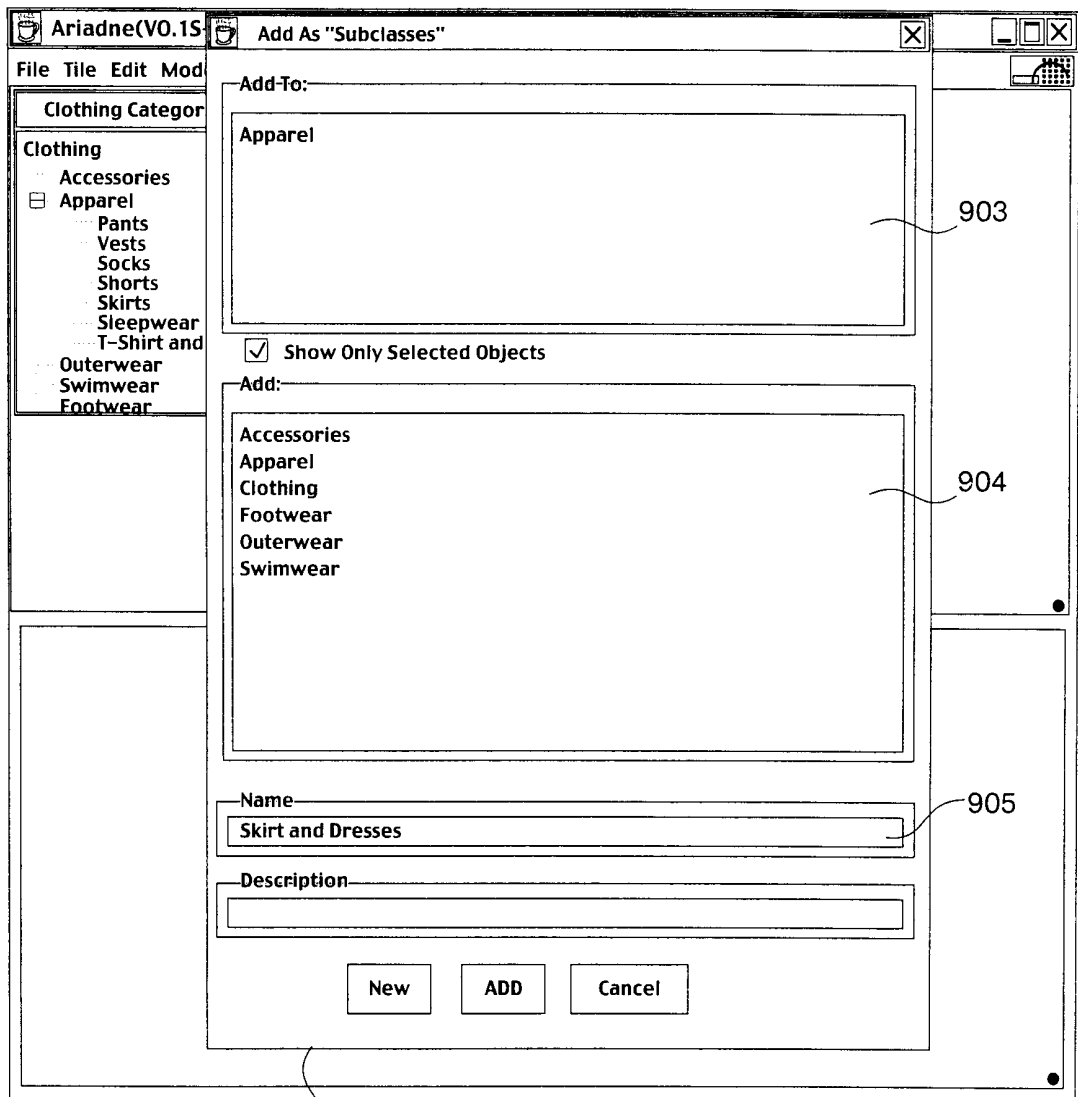 Ariadne(V0.1S
File Tile Edit Mod
Clothing Categor
Clothing
Accessories
Apparel
Pants
Vests
Socks
Shorts
Skirts
Sleepwear
T-Shirt and
Outerwear
Swimwear
Footwear
Add As "Subclasses"
Add-To:
Apparel
903
Show Only Selected Objects
Add:
Accessories
Apparel
Clothing
Footwear
Outerwear
Swimwear
904
Name
Skirt and Dresses
905
Description
New ADD Cancel